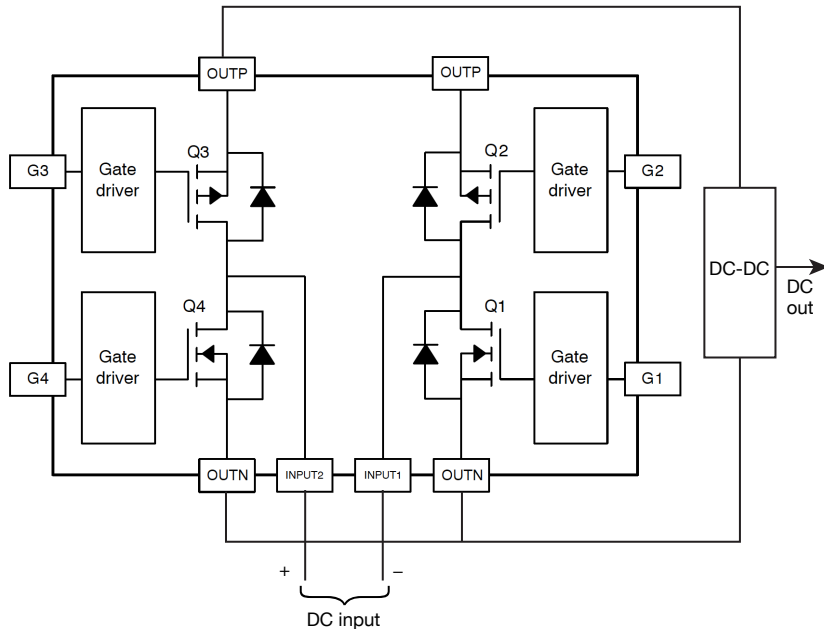 OUTP
OUTP
Q3
Q2
G3
Gate
driver
Gate
driver
G2
DC-DC
DC
out
Q4
Q1
G4
Gate
driver
Gate
driver
G1
OUTN
INPUT2
INPUT1
OUTN
+
–
DC input